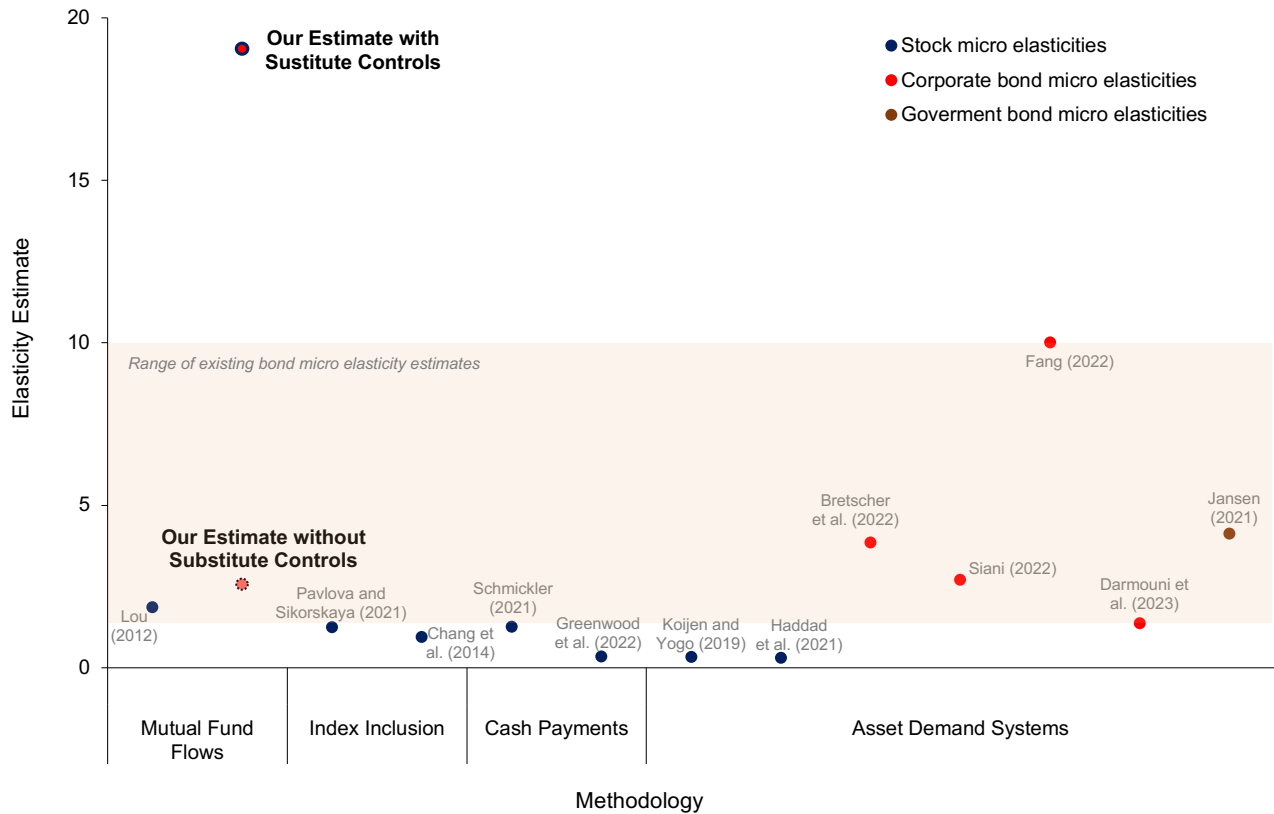 20
Our Estimate with
Sustitute Controls
Stock micro elasticities
Corporate bond micro elasticities
Goverment bond micro elasticities
15
Elasticity Estimate
10
Range of existing bond micro elasticity estimates
Fang (2022)
5
Bretscher
et al. (2022)
Jansen
(2021)
Our Estimate without
Substitute Controls
Siani (2022)
Pavlova and
Sikorskaya (2021)
Schmickler
(2021)
Darmouni et
al. (2023)
Lou
(2012)
Chang et
al. (2014)
Greenwood
et al. (2022)
Koijen and
Yogo (2019)
Haddad
et al. (2021)
0
Mutual Fund
Flows
Index Inclusion
Cash Payments
Asset Demand Systems
Methodology